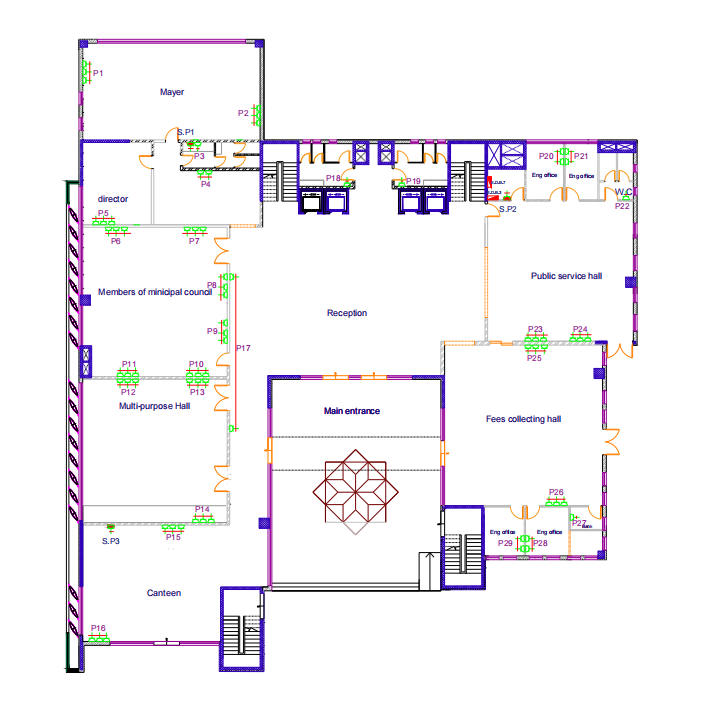 P1
Mayer
P2
S.P1
P3
P4
P18
P19
P20
P21
Eng office
Eng office
W.C
director
S.P2
P22
P5
P6
P7
P8
Members of minicipal council
Public service hall
Reception
P9
P17
P23
P24
P25
P11
P10
P12
P13
Multi-purpose Hall
Main entrance
Fees collecting hall
P26
P14
P27
P15
S.P3
Eng office
Eng office
P29
P28
Canteen
P16